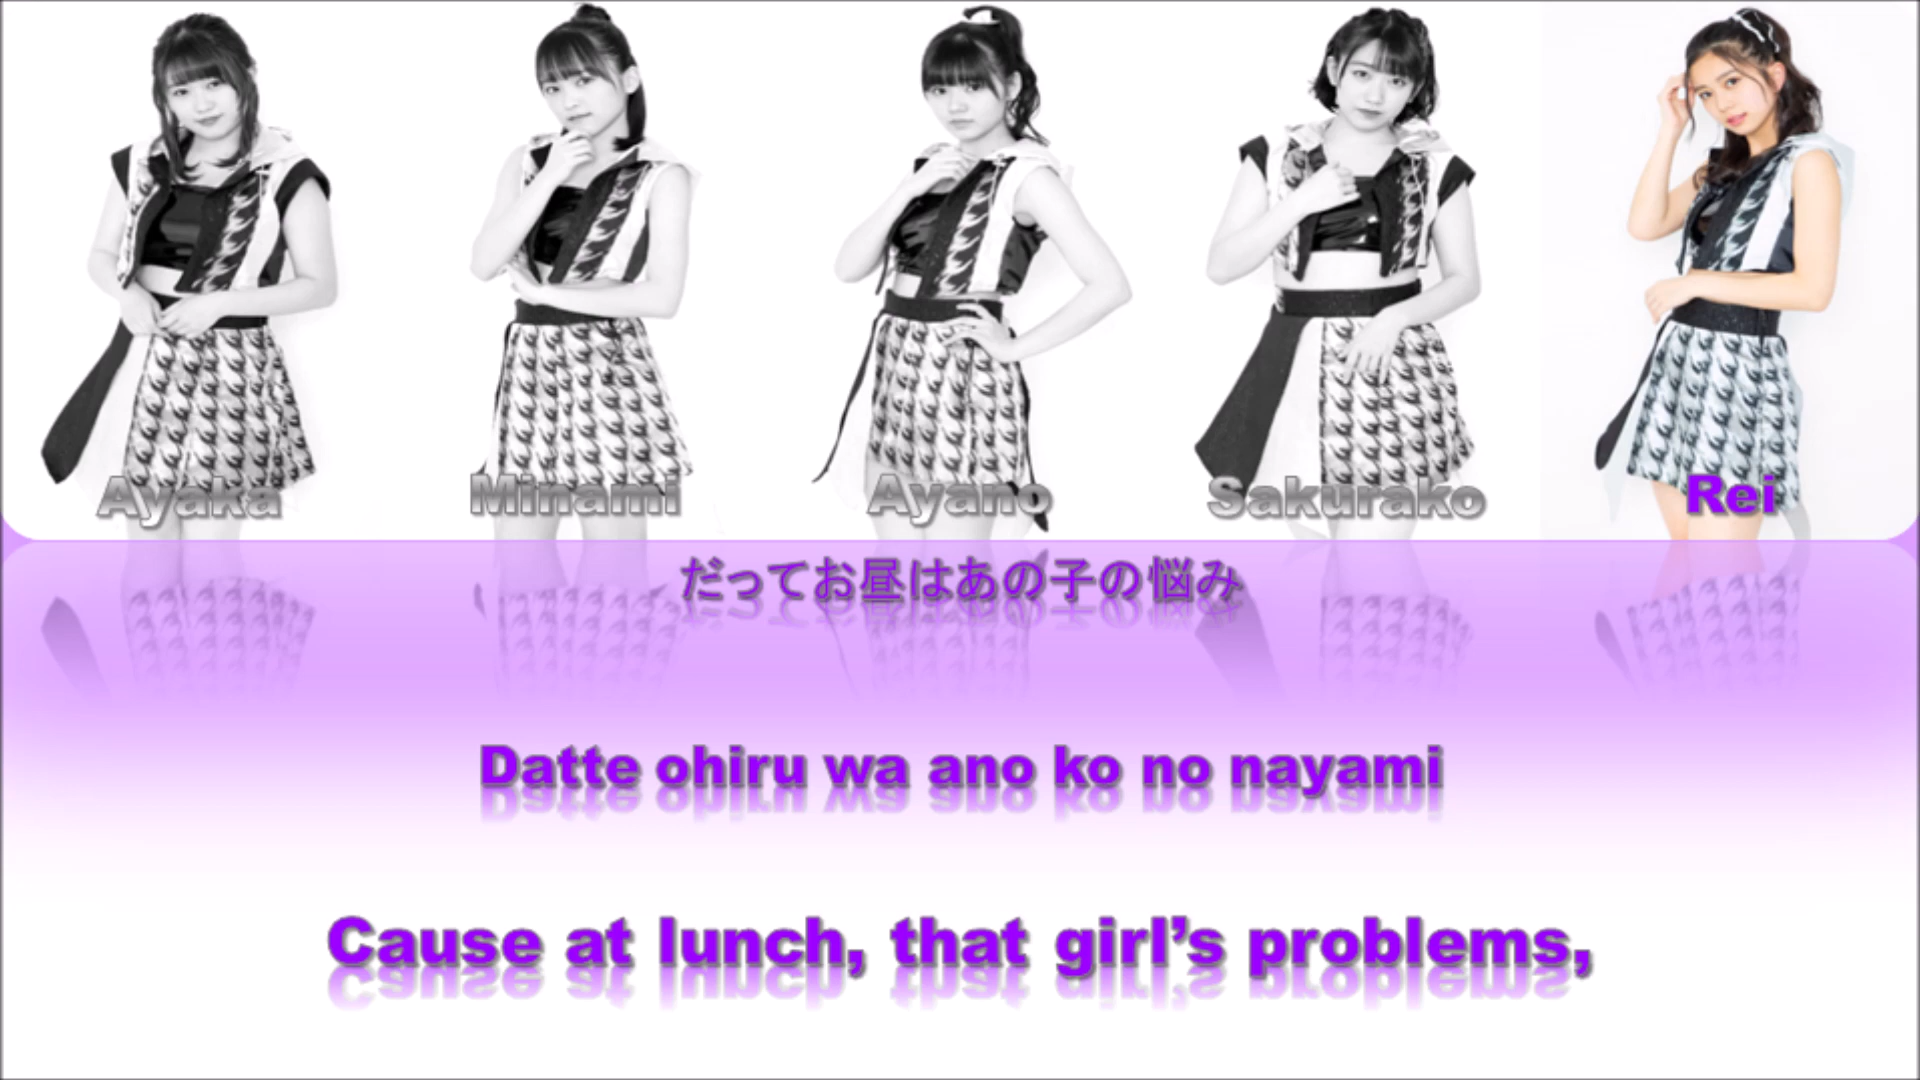 Ayaka Minami Ayano Sakurako Rei
だってお昼はあの子の悩み
Datte ohiru wa ano ko no nayami
Cause at lunch, that girl’s problems,